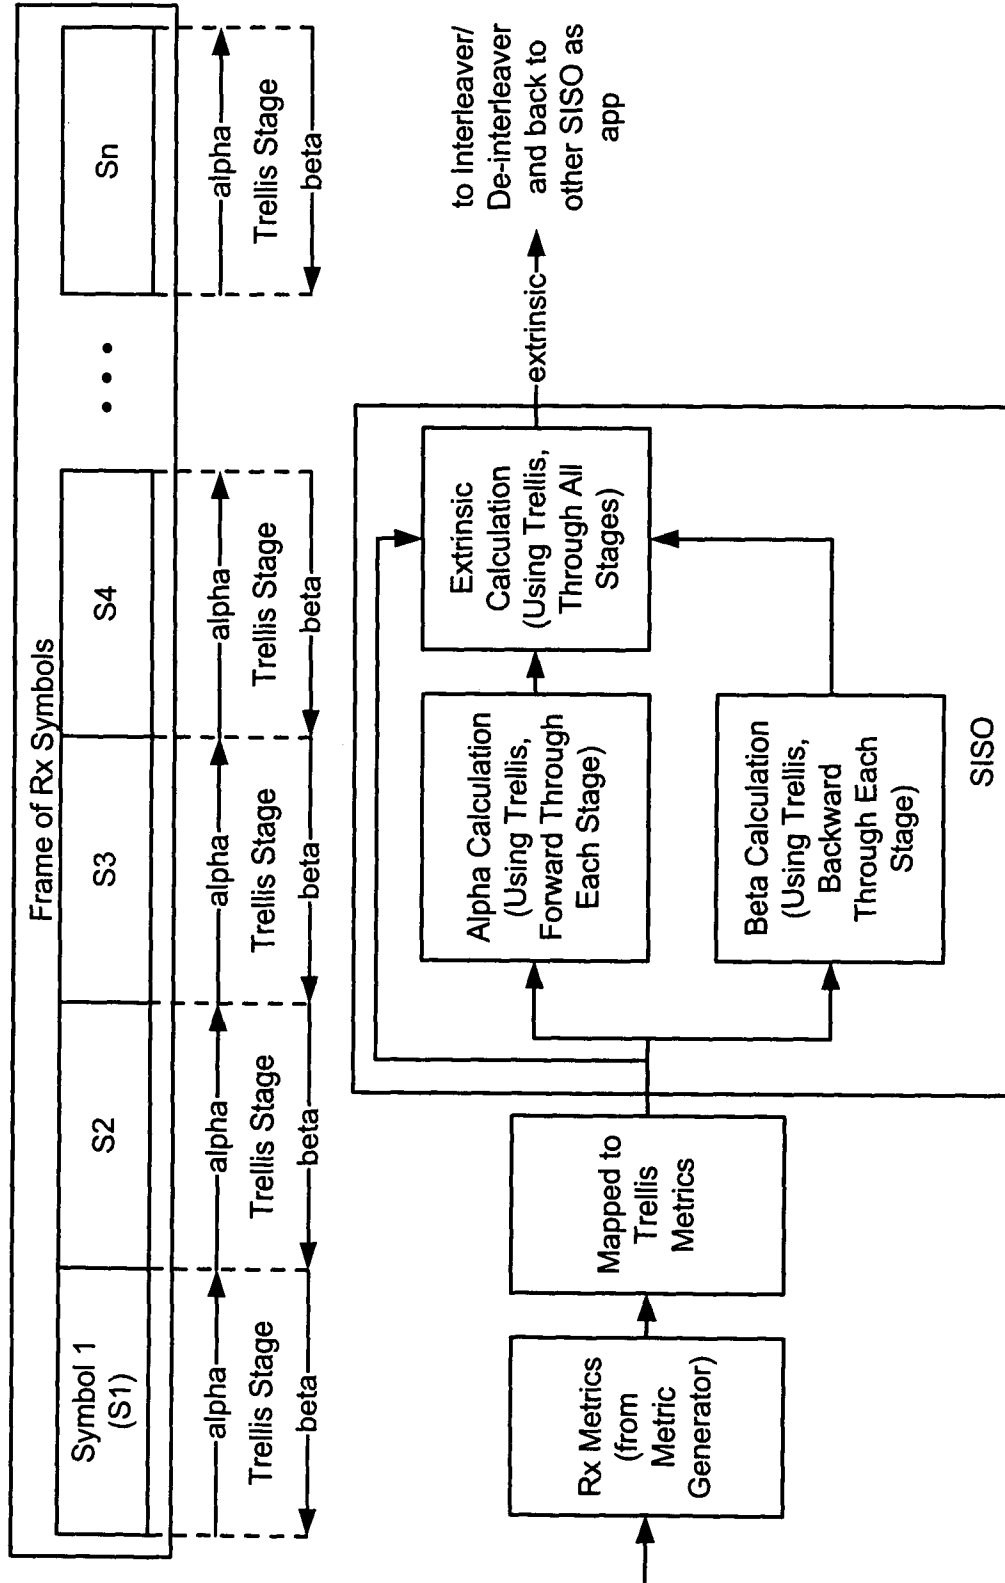 Frame of Rx Symbols
Symbol 1
(S1)
S2
S3
S4
• • •
Sn
alpha
Trellis Stage
beta
alpha
Trellis Stage
beta
alpha
Trellis Stage
beta
alpha
Trellis Stage
beta
alpha
Trellis Stage
beta
Rx Metrics
(from
Metric
Generator)
Mapped to
Trellis
Metrics
Alpha Calculation
(Using Trellis,
Forward Through
Each Stage)
Beta Calculation
(Using Trellis,
Backward
Through Each
Stage)
Extrinsic
Calculation
(Using Trellis,
Through All
Stages)
SISO
extrinsic
to Interleaver/
De-interleaver
and back to
other SISO as
app